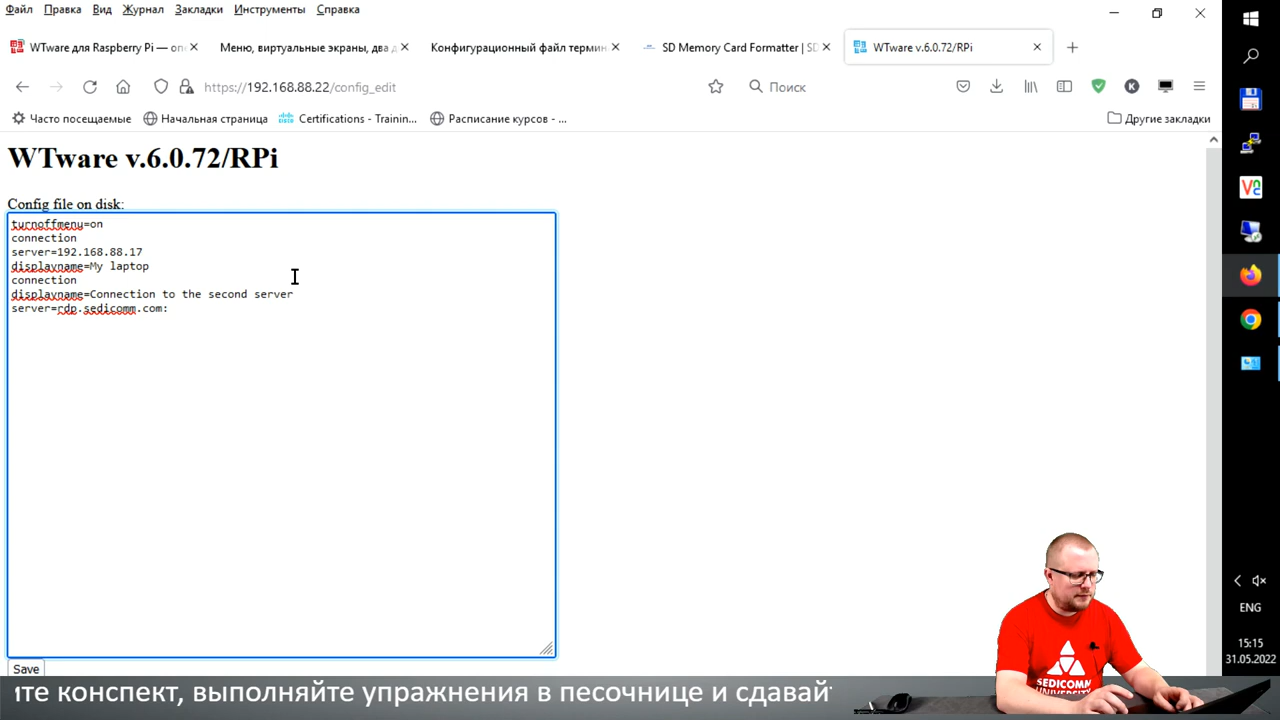 Файл Правка Вид Журнал Закладки Инструменты Справка
WTware для Raspberry Pi — опе
Меню, виртуальные экраны, два д
Конфигурационный файл термин
SD Memory Card Formatter | SD
WTware v.6.0.72/RPi
https://192.168.88.22/config_edit
Поиск
Часто посещаемые
Начальная страница
Certifications - Trainin...
Расписание курсов - ...
Другие закладки
WTware v.6.0.72/RPi
Config file on disk:
turnoffmenu=on
connection
server=192.168.88.17
displayname=My laptop
connection
displayname=Connection to the second server
server=rdp.sedicomm.com:
Save
ENG
15:15
31.05.2022
SEDICOMM
UNIVERSITY
ите конспект, выполняйте упражнения в песочнице и сдавайт